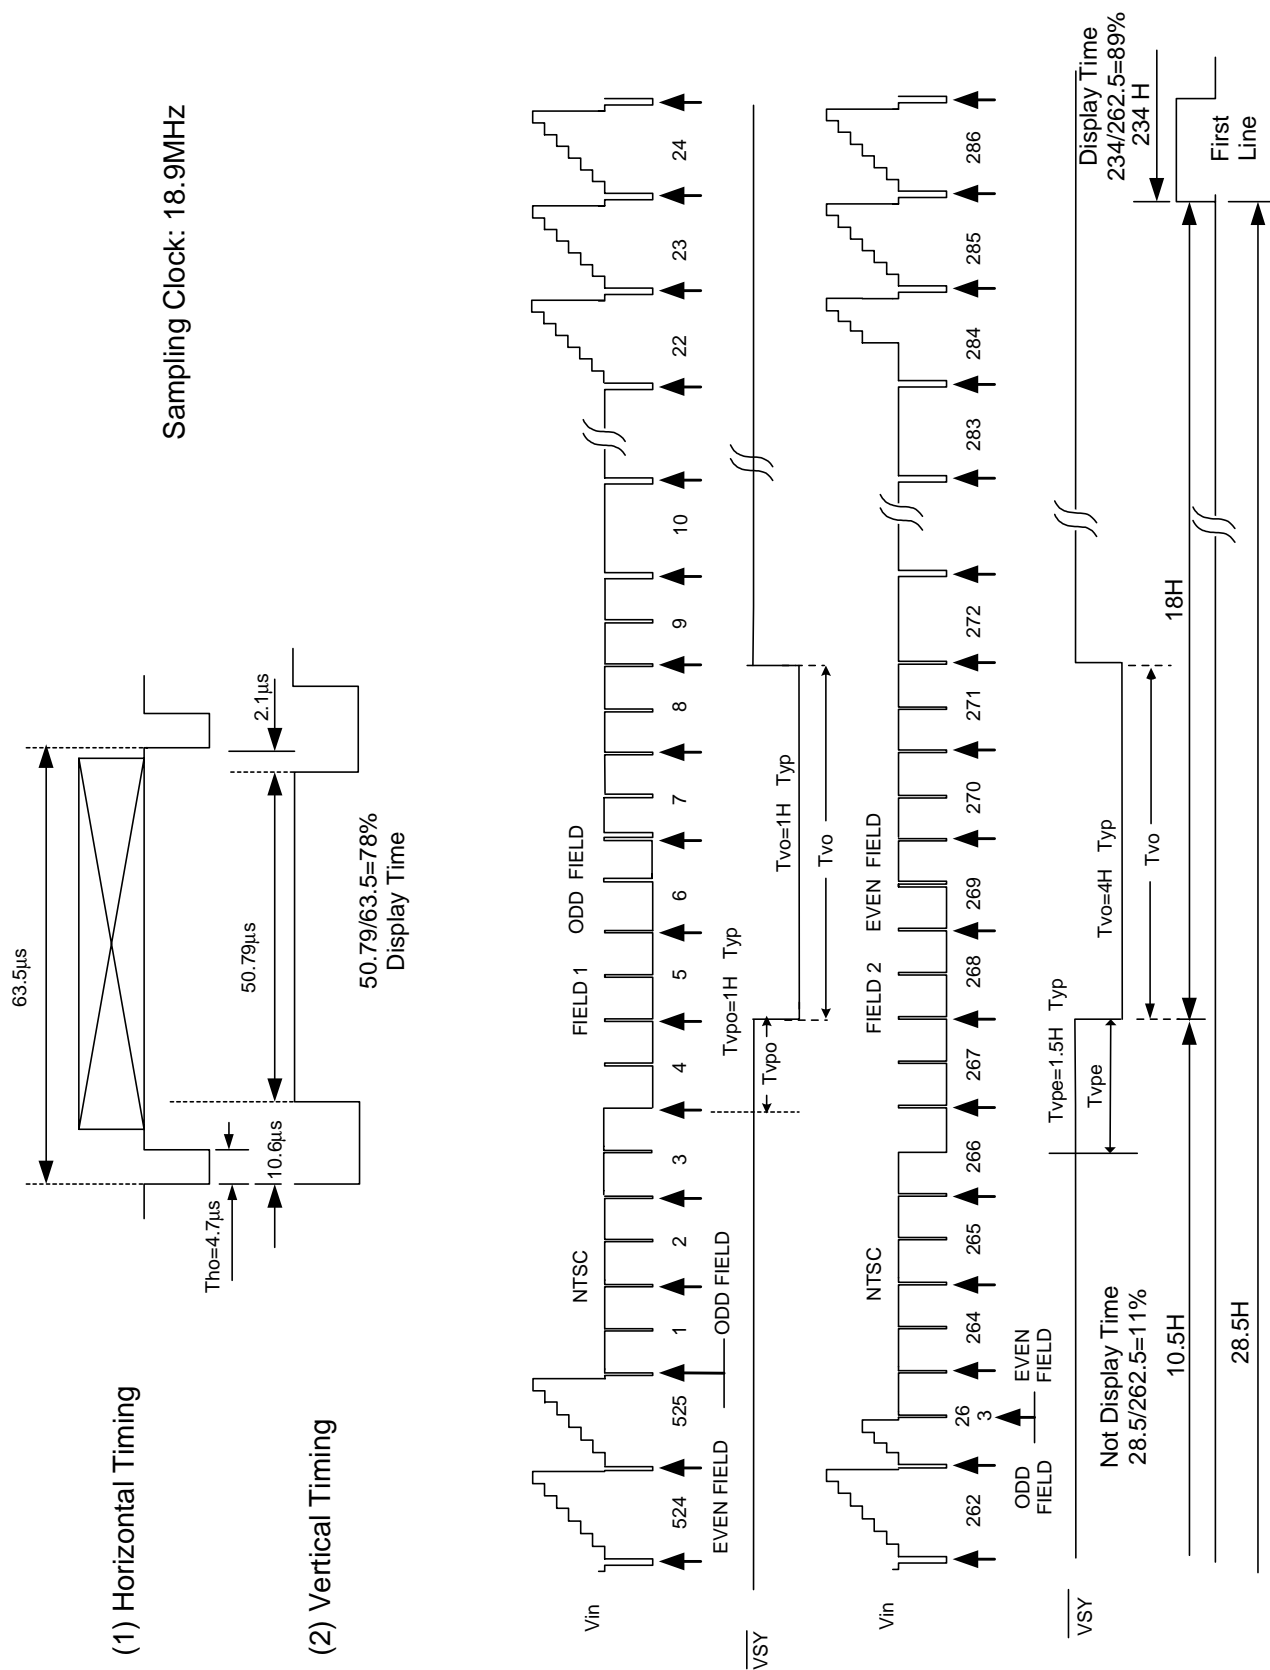 (1) Horizontal Timing
Sampling Clock: 18.9MHz
63.5μs
Tho=4.7μs
10.6μs
50.79μs
2.1μs
50.79/63.5=78%
Display Time
(2) Vertical Timing
NTSC
FIELD 1
ODD FIELD
Vin
524
525
1
2
3
4
5
6
7
8
9
10
22
23
24
EVEN FIELD
ODD FIELD
Tvpo=1H Typ
Tvo=1H Typ
VSY
Tvpo
Tvo
NTSC
FIELD 2
EVEN FIELD
Vin
262
26
3
264
265
266
267
268
269
270
271
272
283
284
285
286
ODD
FIELD
EVEN
FIELD
Tvpe=1.5H Typ
Tvo=4H Typ
VSY
Tvpe
Tvo
Not Display Time
28.5/262.5=11%
Display Time
234/262.5=89%
234 H
10.5H
18H
First
Line
28.5H